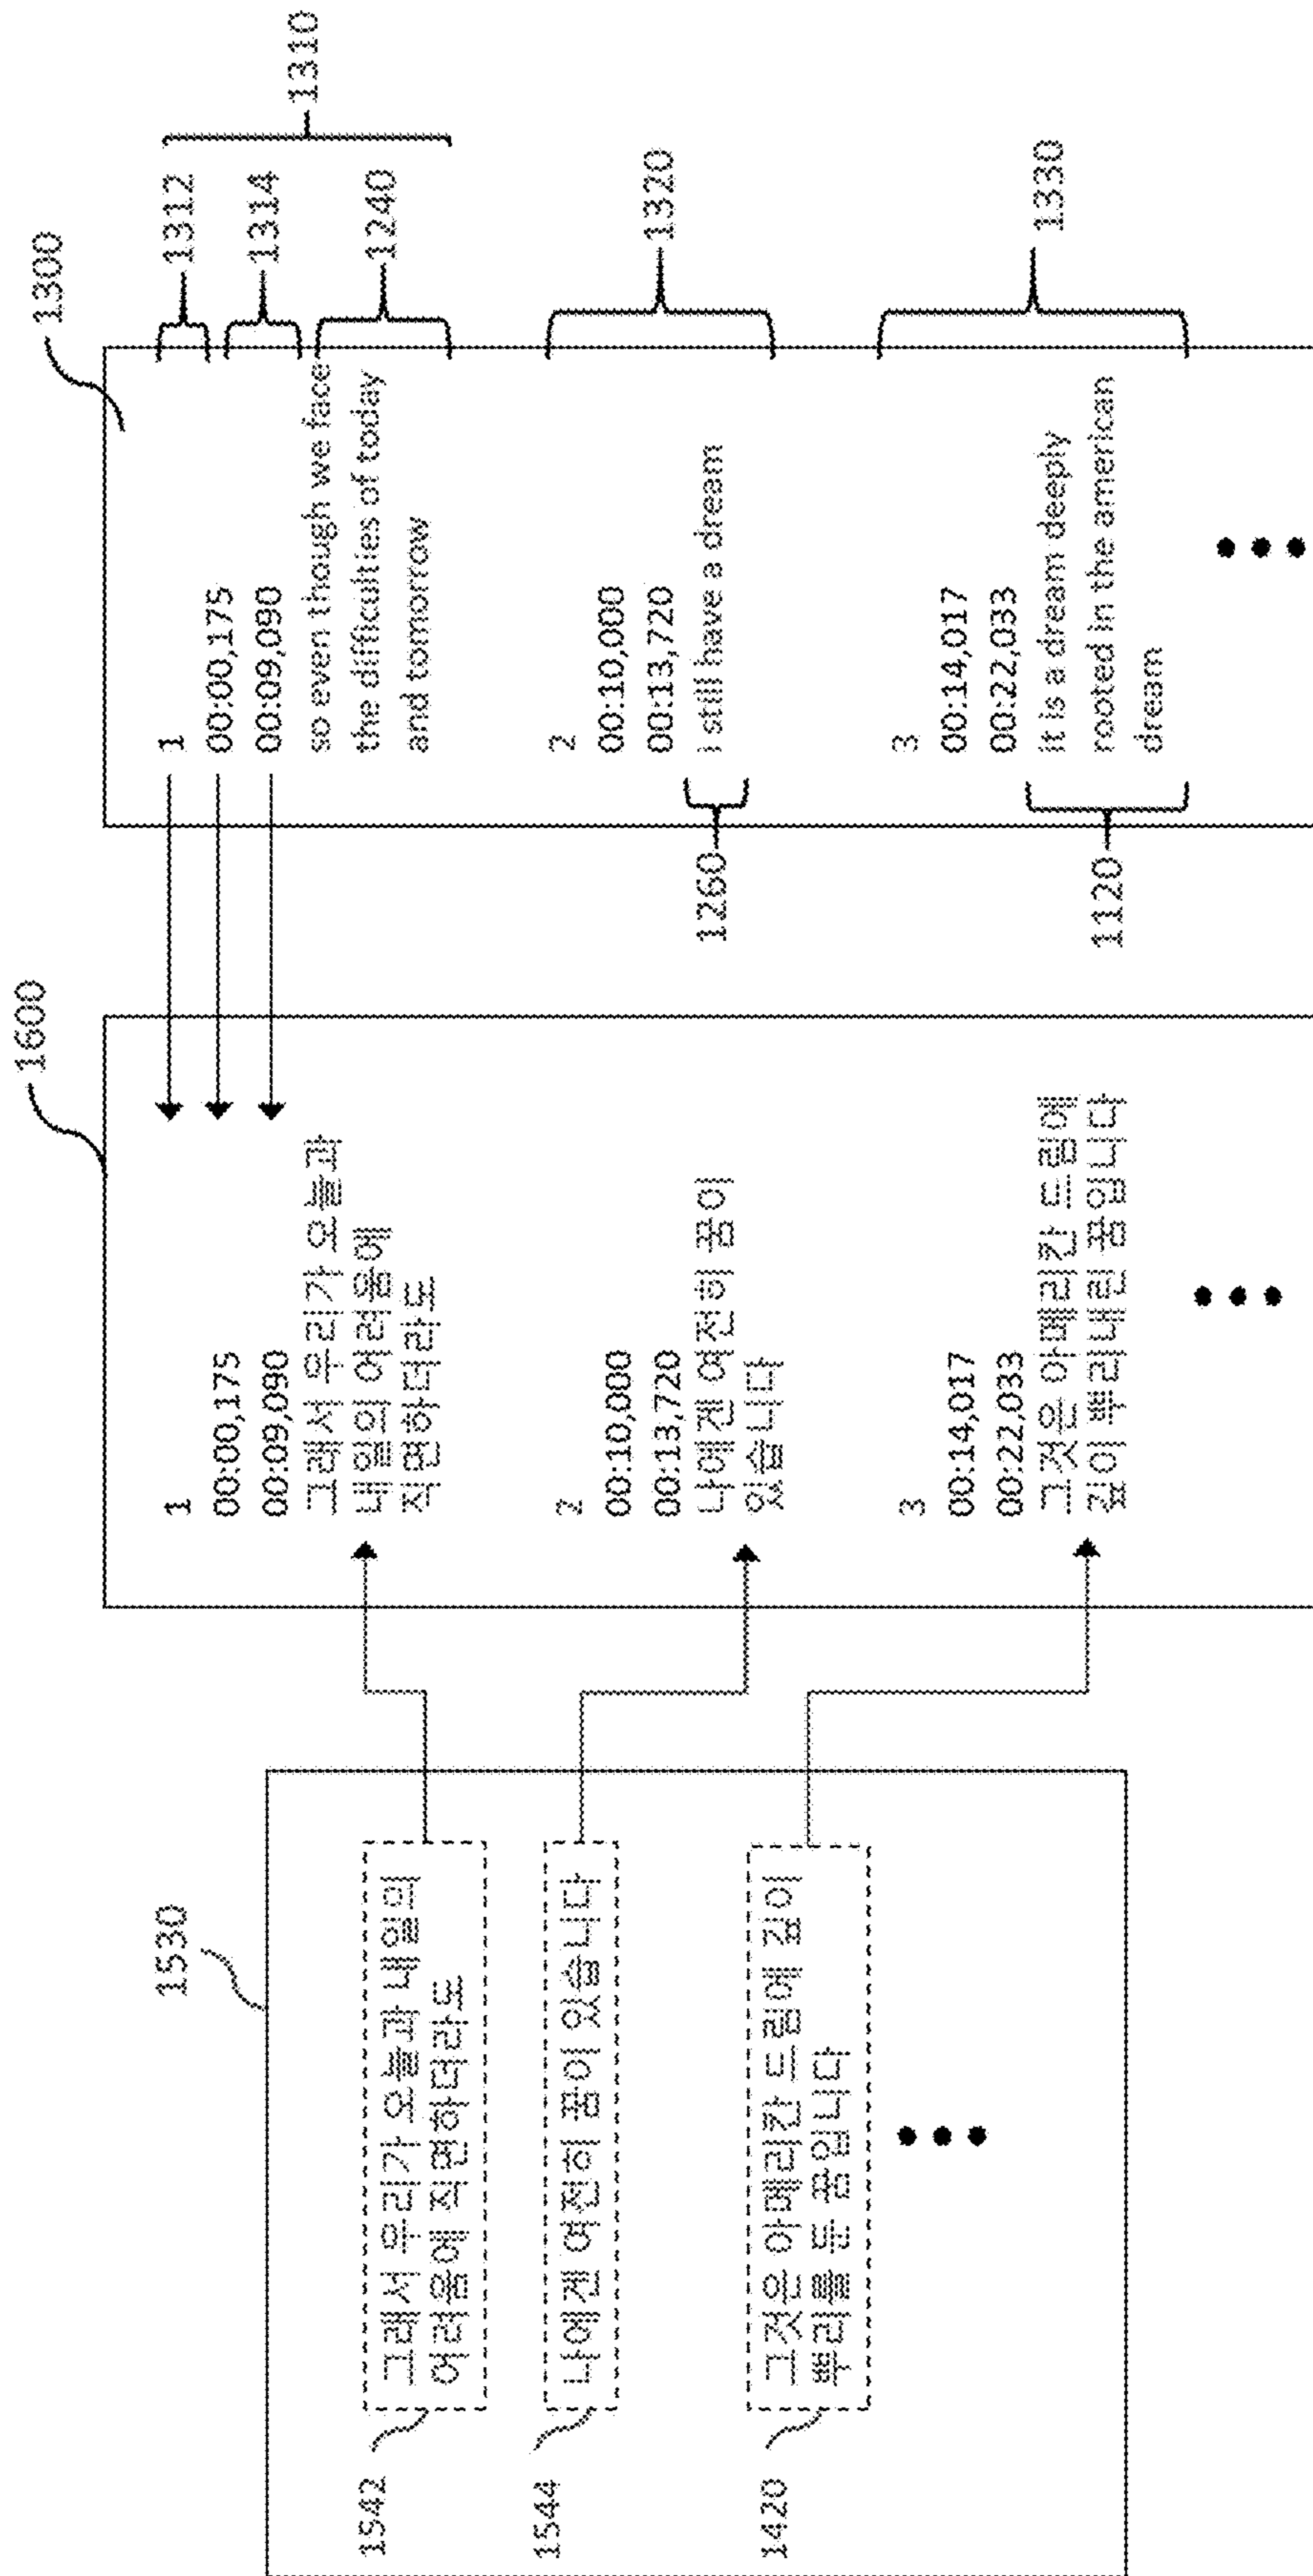 1530
1542
그래서 우리가 오늘과 내일의
어려움에 직면하더라도
1544
나에겐 여전히 꿈이 있습니다
1420
그것은 아메리칸 드림에 깊이
뿌리를 둔 꿈입니다
1600
1
00:00,175
00:09,090
그래서 우리가 오늘과
내일의 어려움에
직면하더라도
2
00:10,000
00:13,720
나에겐 여전히 꿈이
있습니다
3
00:14,017
00:22,033
그것은 아메리칸 드림에
깊이 뿌리내린 꿈입니다
1300
1
00:00,175
00:09,090
so even though we face
the difficulties of today
and tomorrow
2
00:10,000
00:13,720
i still have a dream
3
00:14,017
00:22,033
it is a dream deeply
rooted in the american
dream
1260
1120
1312
1314
1240
1310
1320
1330